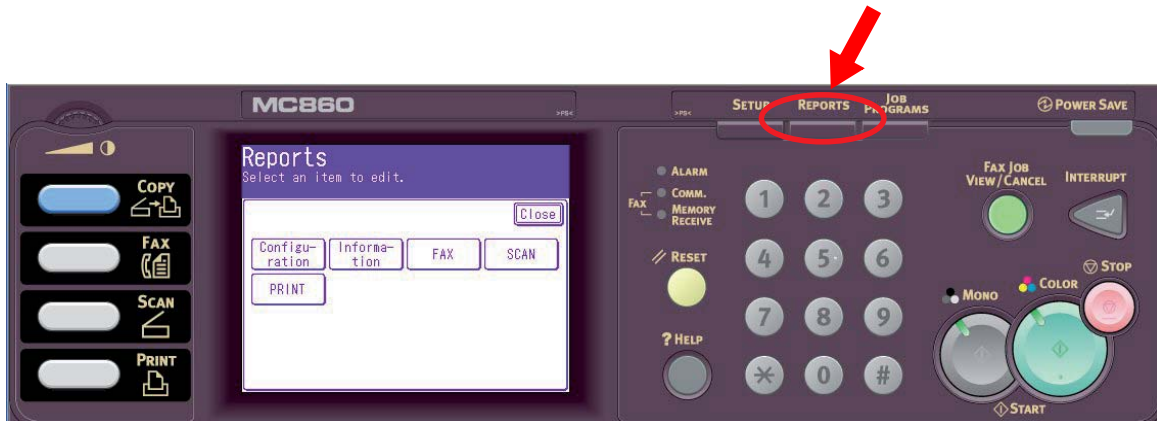 MC860
>PS<
>PS<
SETUP
REPORTS
JOB
PROGRAMS
POWER SAVE
COPY
FAX
SCAN
PRINT
Reports
Select an item to edit.
Close
Configu-
ration
Informa-
tion
FAX
SCAN
PRINT
ALARM
FAX
COMM.
MEMORY
RECEIVE
RESET
? HELP
1 2 3
4 5 6
7 8 9
* 0 #
FAX JOB
VIEW/CANCEL
INTERRUPT
STOP
MONO
COLOR
START